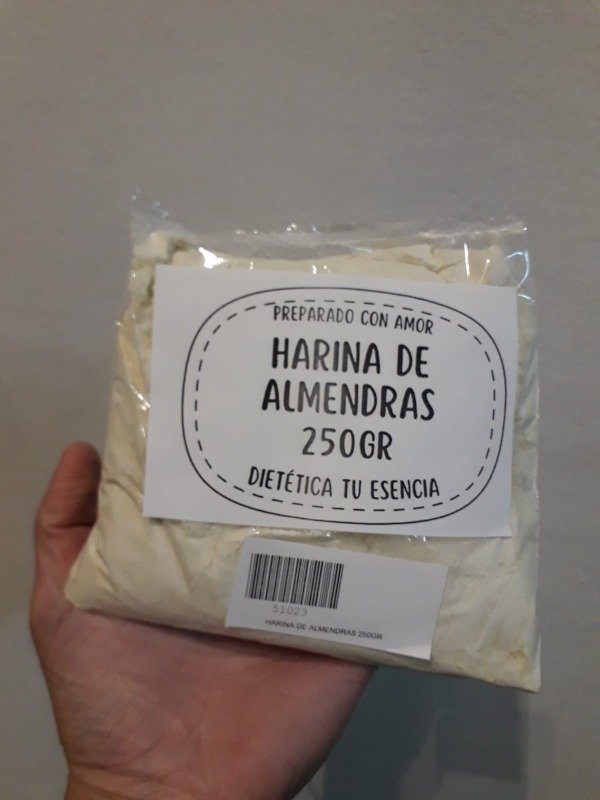 PREPARADO CON AMOR
HARINA DE
ALMENDRAS
250GR
DIETÉTICA TU ESENCIA
51023
HARINA DE ALMENDRAS 250GR